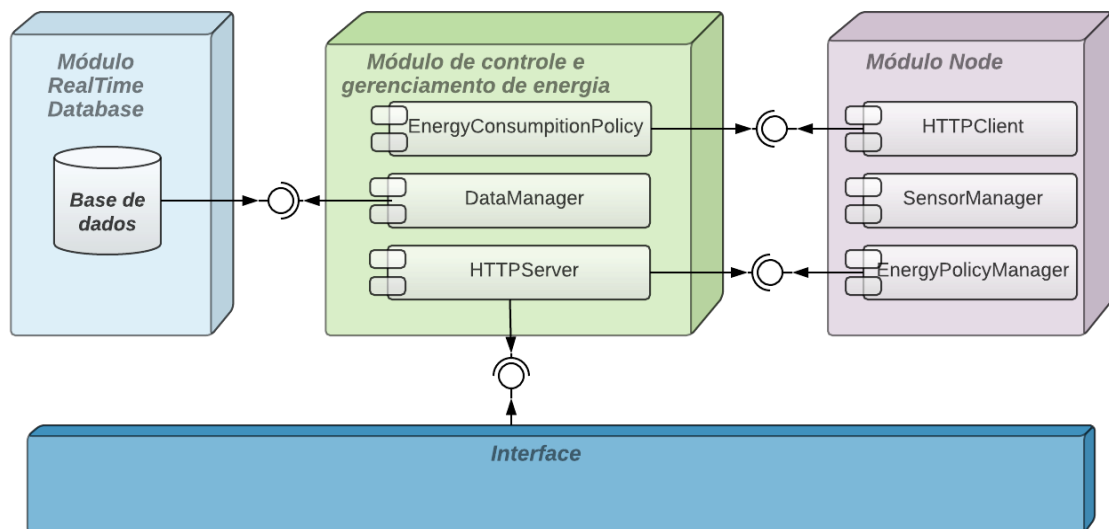 Módulo
RealTime
Database
Base de
dados
Módulo de controle e
gerenciamento de energia
EnergyConsumpitionPolicy
DataManager
HTTPServer
Módulo Node
HTTPClient
SensorManager
EnergyPolicyManager
Interface